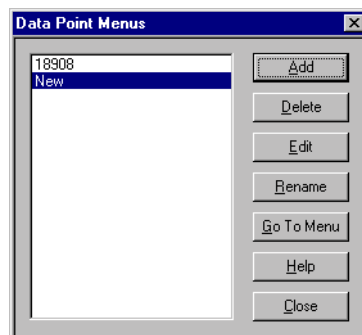 Data Point Menus
18908
New
Add
Delete
Edit
Rename
Go To Menu
Help
Close